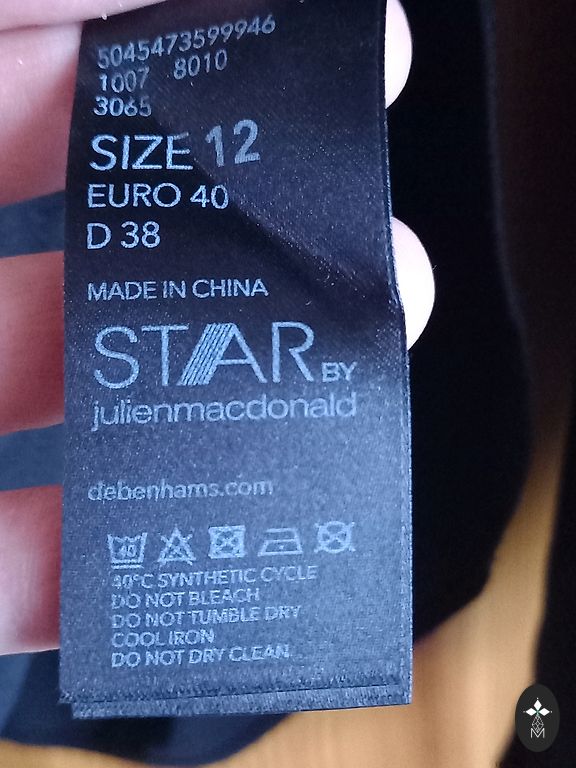 5045473599946
1007 8010
3065
SIZE 12
EURO 40
D 38
MADE IN CHINA
STAR BY
julienmacdonald
debenhams.com
40
40°C SYNTHETIC CYCLE
DO NOT BLEACH
DO NOT TUMBLE DRY
COOL IRON
DO NOT DRY CLEAN
M